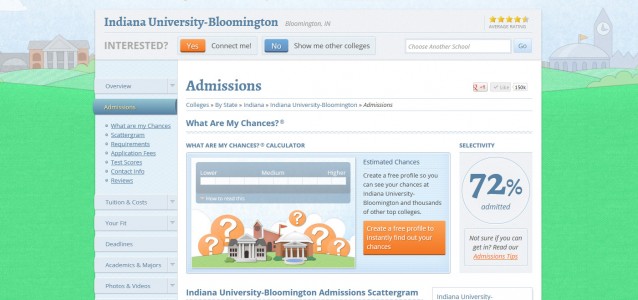 Indiana University-Bloomington Bloomington, IN
AVERAGE RATING
INTERESTED? Yes Connect me! No Show me other colleges Choose Another School Go
Overview
Admissions
What are my Chances
Scattergram
Requirements
Application Fees
Test Scores
Contact Info
Reviews
Tuition & Costs
Your Fit
Deadlines
Academics & Majors
Photos & Videos
Admissions
+1 Like 150k
Colleges » By State » Indiana » Indiana University-Bloomington » Admissions
What Are My Chances?®
WHAT ARE MY CHANCES?® CALCULATOR
Lower Medium Higher
How to read this
Estimated Chances
Create a free profile so
you can see your chances at
Indiana University-
Bloomington and thousands
of other top colleges.
Create a free profile to
instantly find out your
chances
SELECTIVITY
72%
admitted
Not sure if you can
get in? Read our
Admissions Tips
Indiana University-Bloomington Admissions Scattergram
Indiana University-